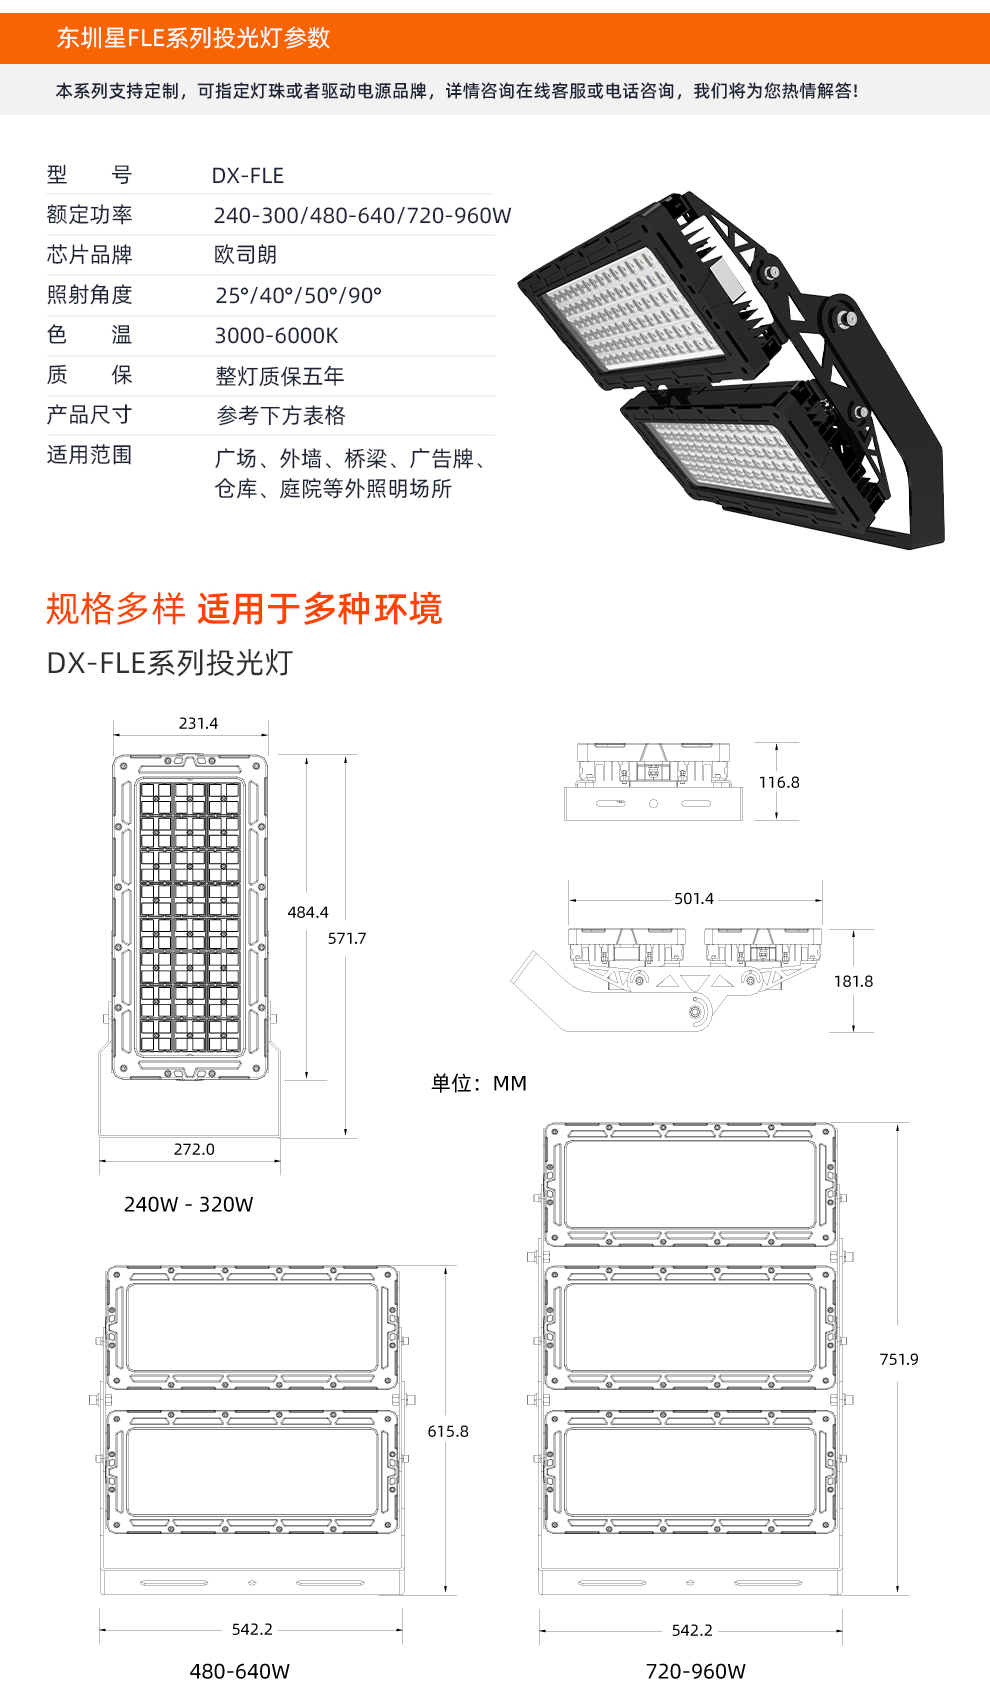 东圳星FLE系列投光灯参数
本系列支持定制，可指定灯珠或者驱动电源品牌，详情咨询在线客服或电话咨询，我们将为您热情解答!
型 号 DX-FLE
额定功率 240-300/480-640/720-960W
芯片品牌 欧司朗
照射角度 25°/40°/50°/90°
色 温 3000-6000K
质 保 整灯质保五年
产品尺寸 参考下方表格
适用范围 广场、外墙、桥梁、广告牌、
仓库、庭院等外照明场所
规格多样 适用于多种环境
DX-FLE系列投光灯
231.4
116.8
484.4
571.7
501.4
181.8
272.0
单位：MM
240W - 320W
615.8
751.9
542.2
542.2
480-640W
720-960W